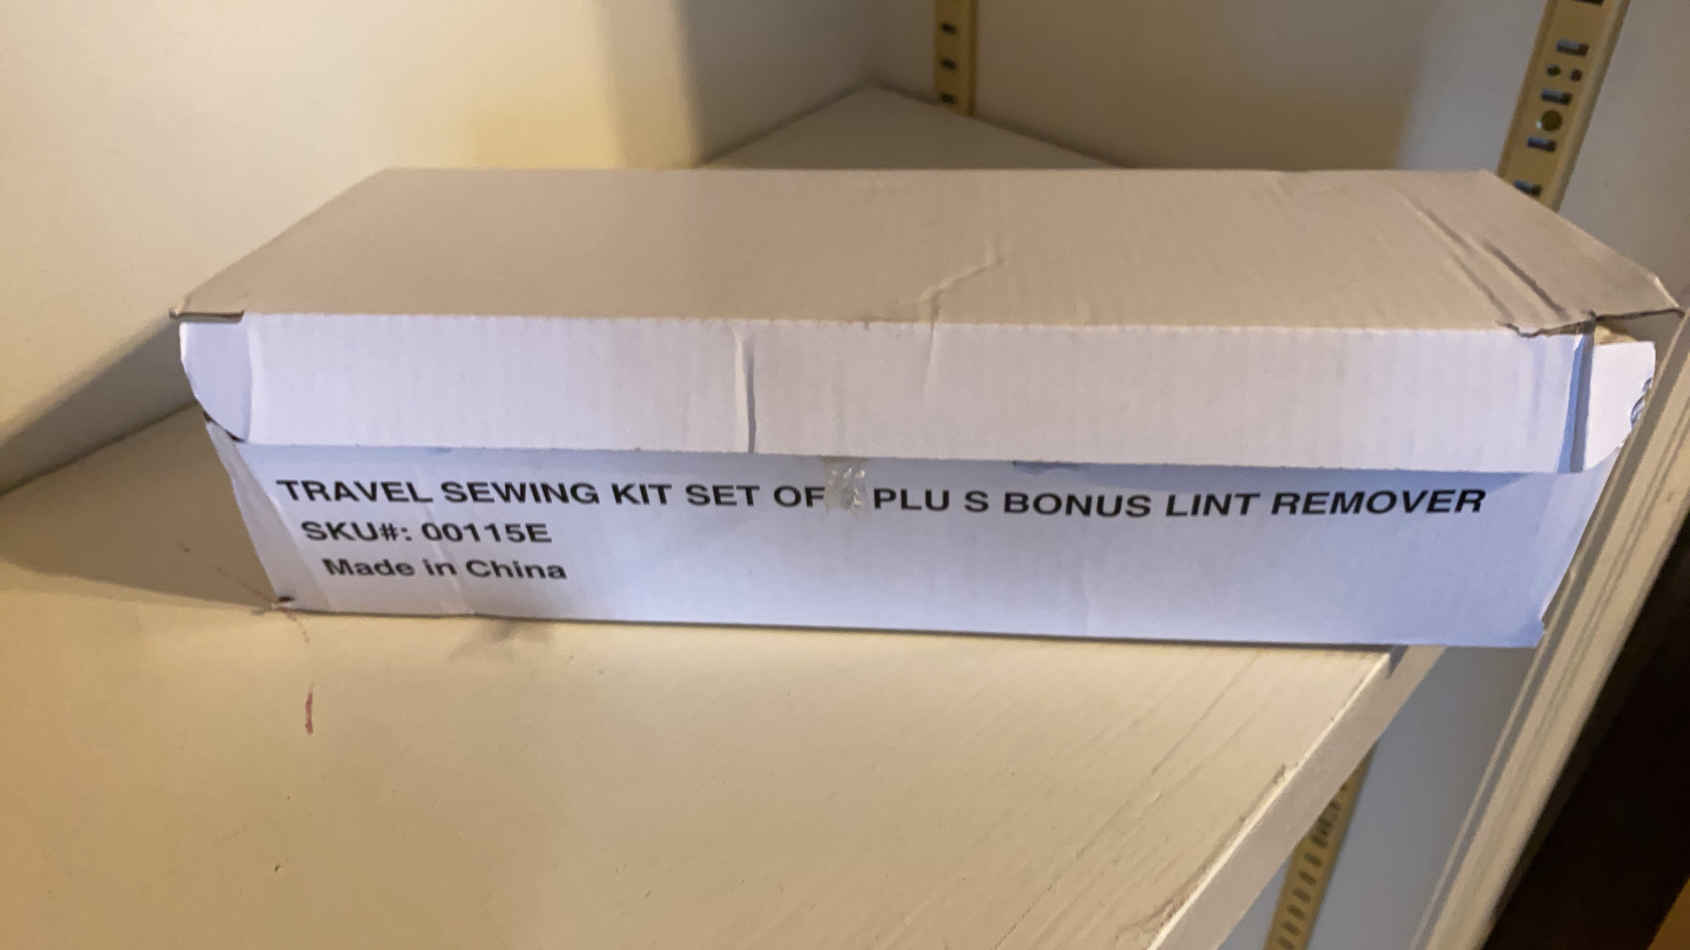 TRAVEL SEWING KIT SET OF PLU S BONUS LINT REMOVER
SKU#: 00115E
Made in China